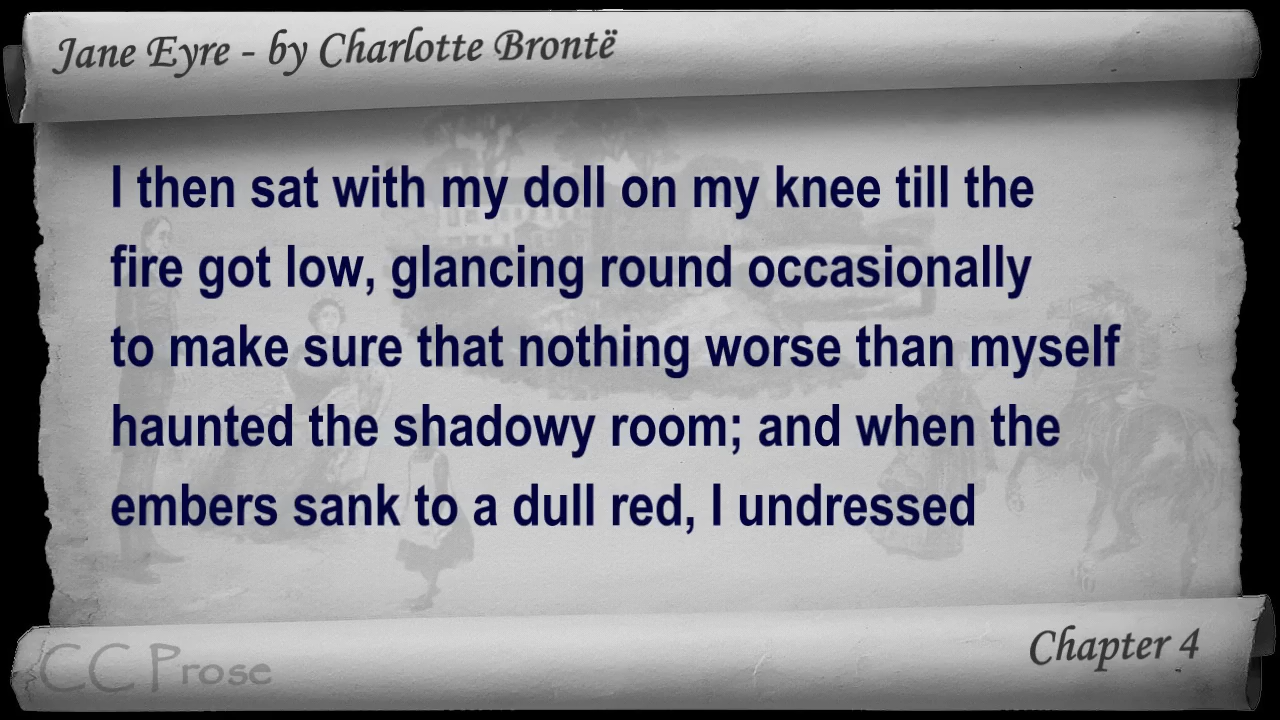 Jane Eyre - by Charlotte Brontë
I then sat with my doll on my knee till the
fire got low, glancing round occasionally
to make sure that nothing worse than myself
haunted the shadowy room; and when the
embers sank to a dull red, I undressed
Chapter 4
CC Prose